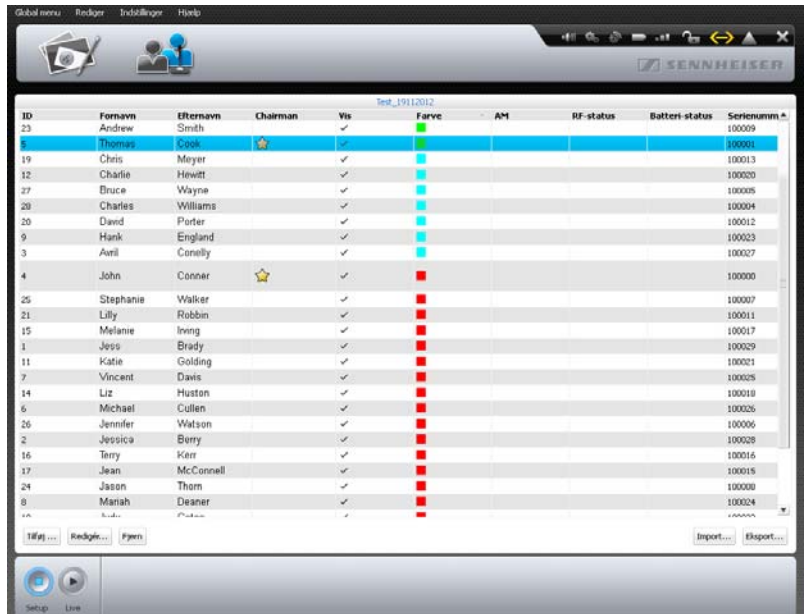 Global menu Rediger Indstillinger Hjælp
SENNHEISER
Test_19112012
ID Fornavn Efternavn Chairman Vis Farve AM RF-status Batteri-status Serienumm
23 Andrew Smith 100009
5 Thomas Cook 100001
19 Chris Meyer 100013
12 Charlie Hewitt 100020
27 Bruce Wayne 100005
28 Charles Williams 100004
20 David Porter 100012
9 Hank England 100023
3 Avril Conelly 100027
4 John Conner 100000
25 Stephanie Walker 100007
21 Lilly Robbin 100011
15 Melanie Irving 100017
1 Jess Brady 100029
11 Katie Golding 100021
7 Vincent Davis 100025
14 Liz Huston 100018
6 Michael Cullen 100026
26 Jennifer Watson 100006
2 Jessica Berry 100028
16 Terry Kerr 100016
17 Jean McConnell 100015
24 Jason Thorn
8 Mariah Deaner 100024
Tilføj ... Redigér... Fjern Import... Eksport...
Setup Live